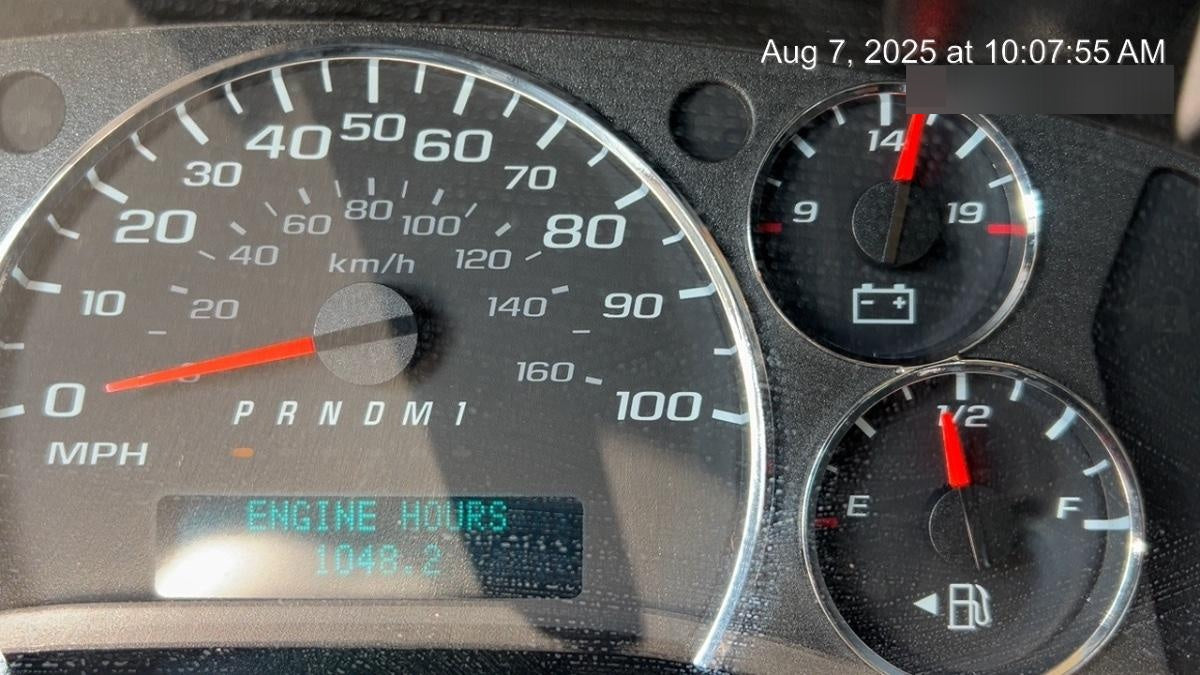 Aug 7, 2025 at 10:07:55 AM
0 10 20 30 40 50 60 70 80 90 100
MPH
20 40 60 80 100 120 140 160
km/h
P R N D M 1
ENGINE HOURS
1048.2
9 14 19
- +
E 1/2 F